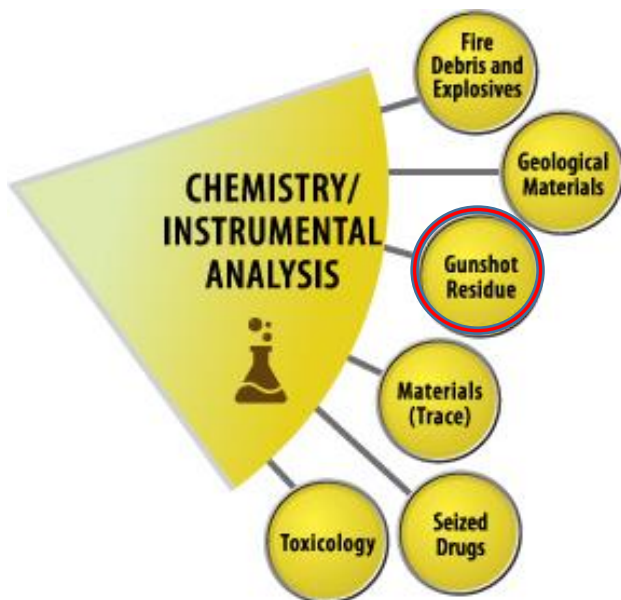 CHEMISTRY/
INSTRUMENTAL
ANALYSIS
Fire
Debris and
Explosives
Geological
Materials
Gunshot
Residue
Materials
(Trace)
Seized
Drugs
Toxicology